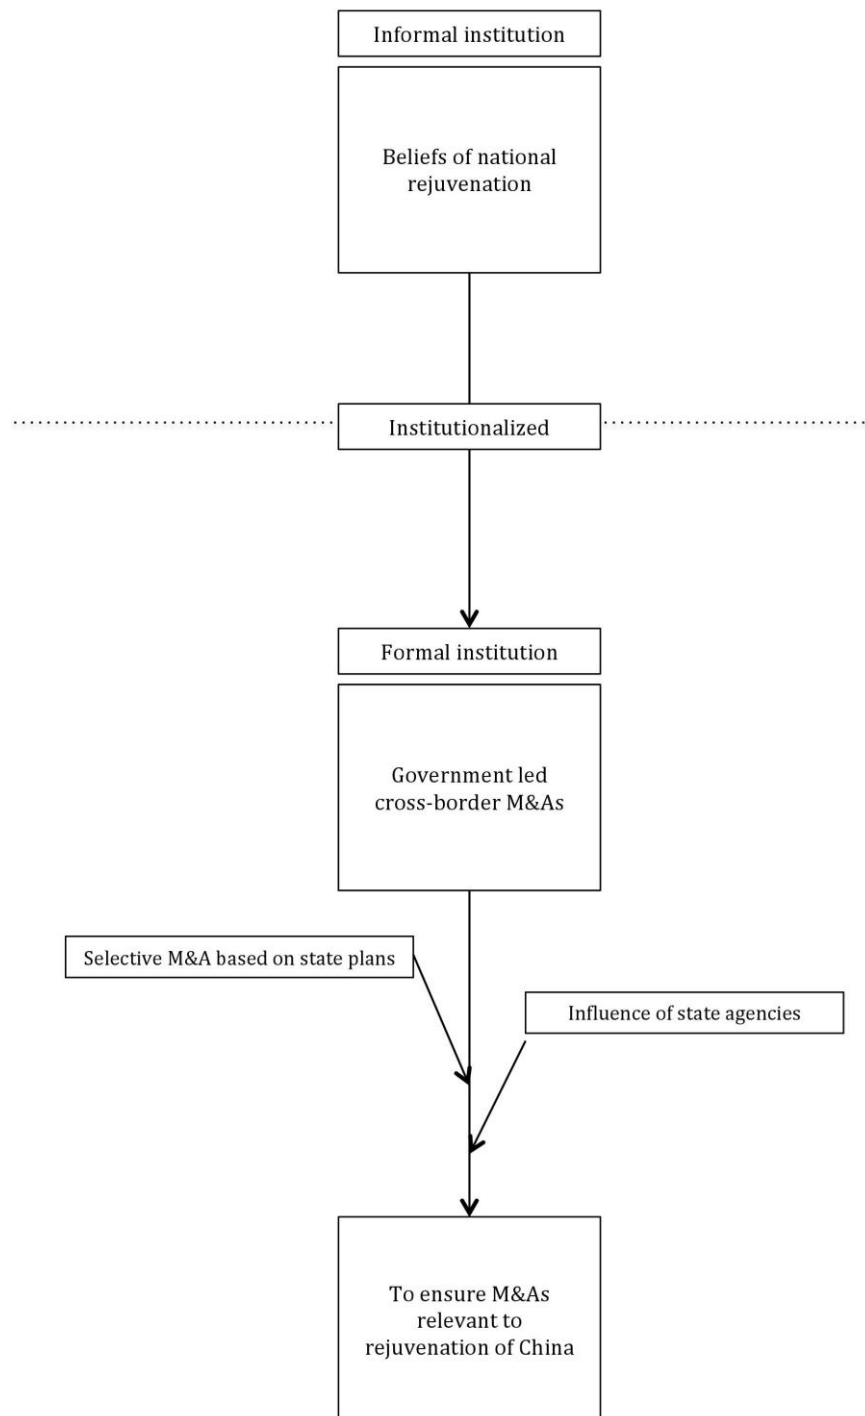 Informal institution
Beliefs of national
rejuvenation
Institutionalized
Formal institution
Government led
cross-border M&As
Selective M&A based on state plans
Influence of state agencies
To ensure M&As
relevant to
rejuvenation of China